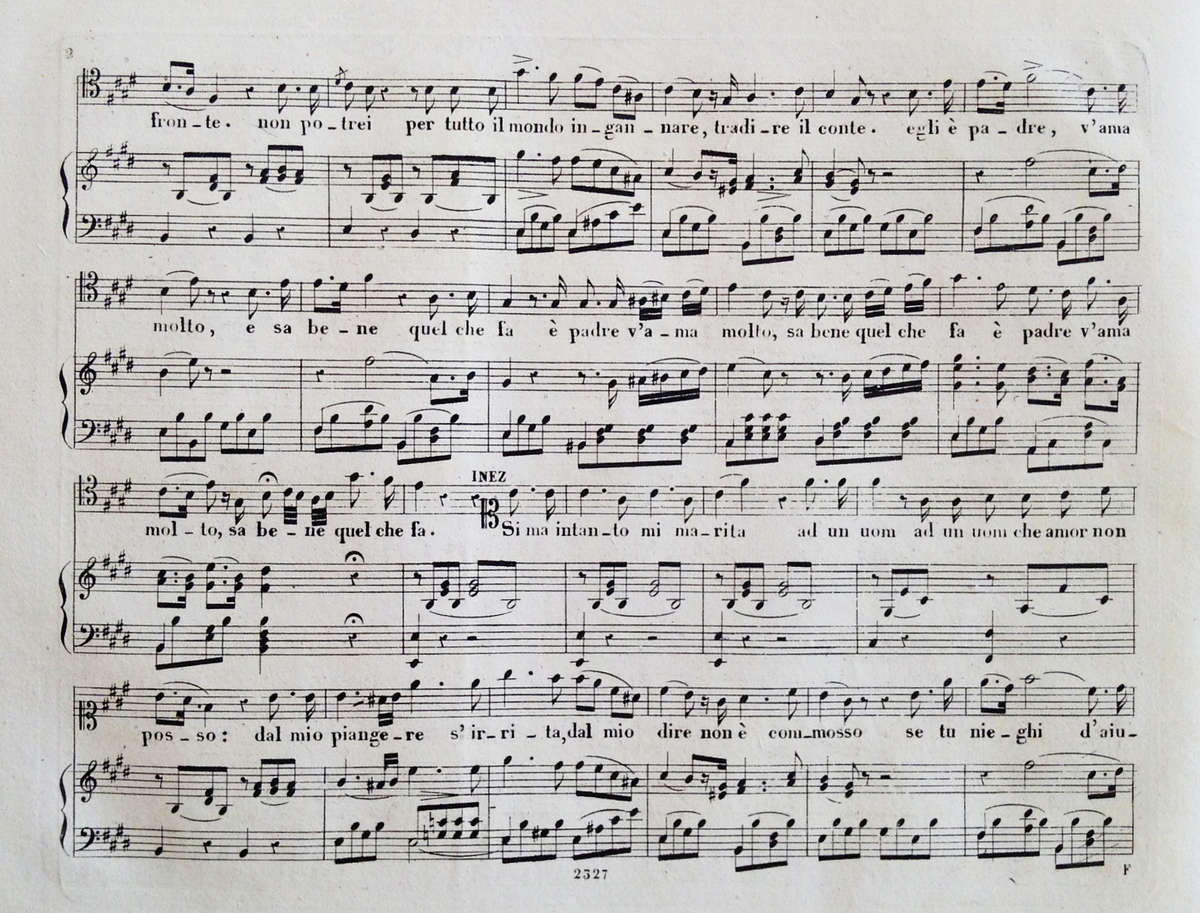 2
fron-te. non po-trei per tutto il mondo in-gan-nare, tradi-re il conte. egli è pa-dre, v'ama
molto, e sa be-ne quel che fa è padre v'a-ma molto, sa bene quel che fa è padre v'ama
INEZ
mol-to, sa be-ne quel che fa. Si ma intan-to mi ma-rita ad un uom ad un uom che amor non
pos-so: dal mio piange-re s'ir-ri-ta, dal mio dire non è com-mosso se tu nie-ghi d'aiu-
2327 F